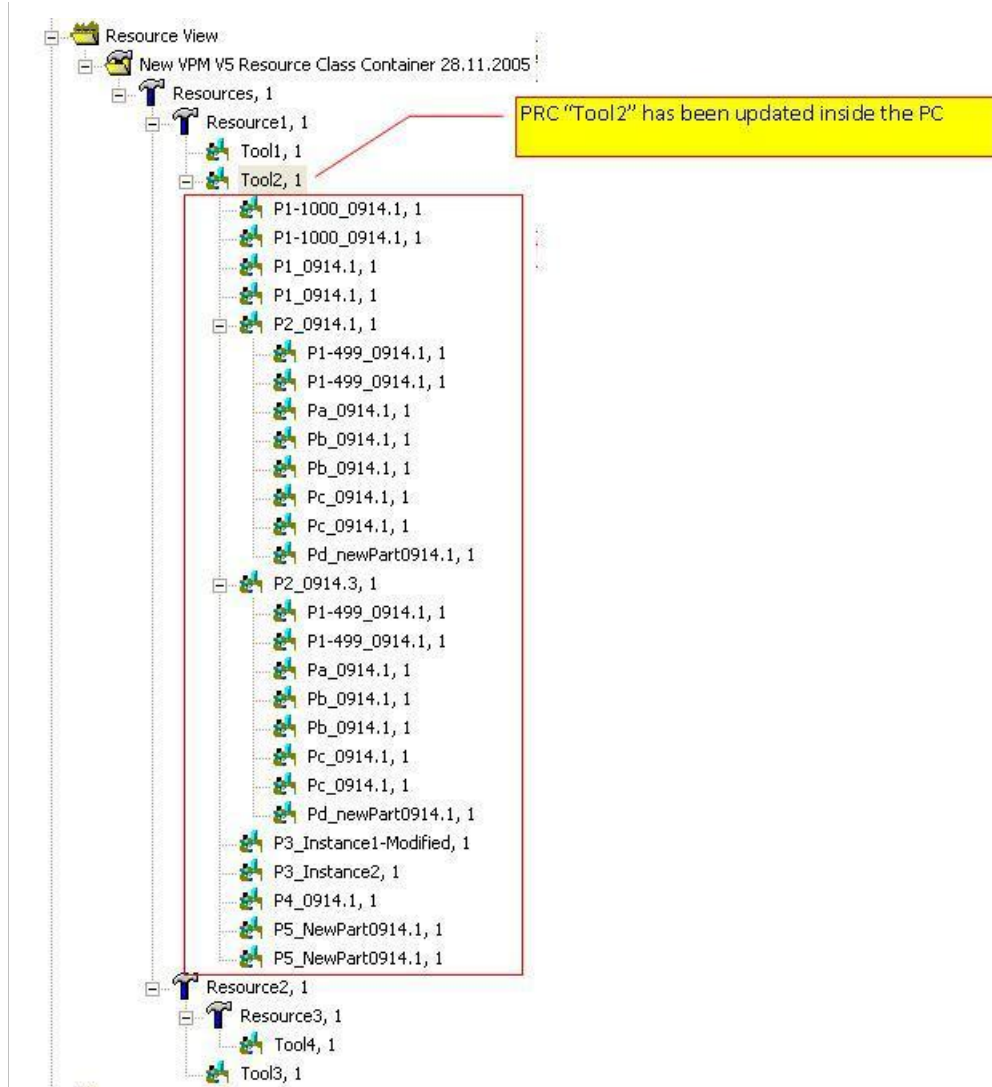 Resource View
New VPM V5 Resource Class Container 28.11.2005
Resources, 1
Resource1, 1
PRC "Tool2" has been updated inside the PC
Tool1, 1
Tool2, 1
P1-1000_0914.1, 1
P1-1000_0914.1, 1
P1_0914.1, 1
P1_0914.1, 1
P2_0914.1, 1
P1-499_0914.1, 1
P1-499_0914.1, 1
Pa_0914.1, 1
Pb_0914.1, 1
Pb_0914.1, 1
Pc_0914.1, 1
Pc_0914.1, 1
Pd_newPart0914.1, 1
P2_0914.3, 1
P1-499_0914.1, 1
P1-499_0914.1, 1
Pa_0914.1, 1
Pb_0914.1, 1
Pb_0914.1, 1
Pc_0914.1, 1
Pc_0914.1, 1
Pd_newPart0914.1, 1
P3_Instance1-Modified, 1
P3_Instance2, 1
P4_0914.1, 1
P5_NewPart0914.1, 1
P5_NewPart0914.1, 1
Resource2, 1
Resource3, 1
Tool4, 1
Tool3, 1